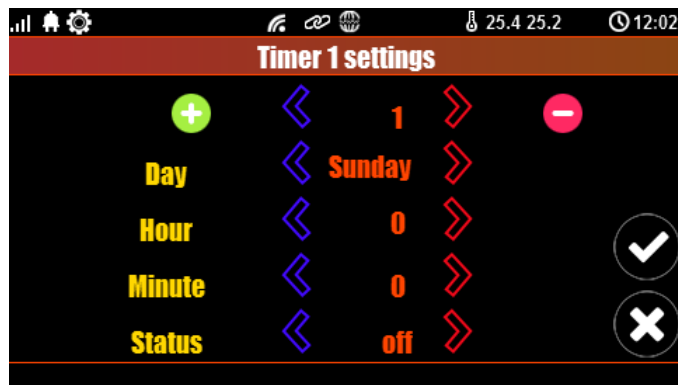 25.4 25.2 12:02
Timer 1 settings
1
Day Sunday
Hour 0
Minute 0
Status off